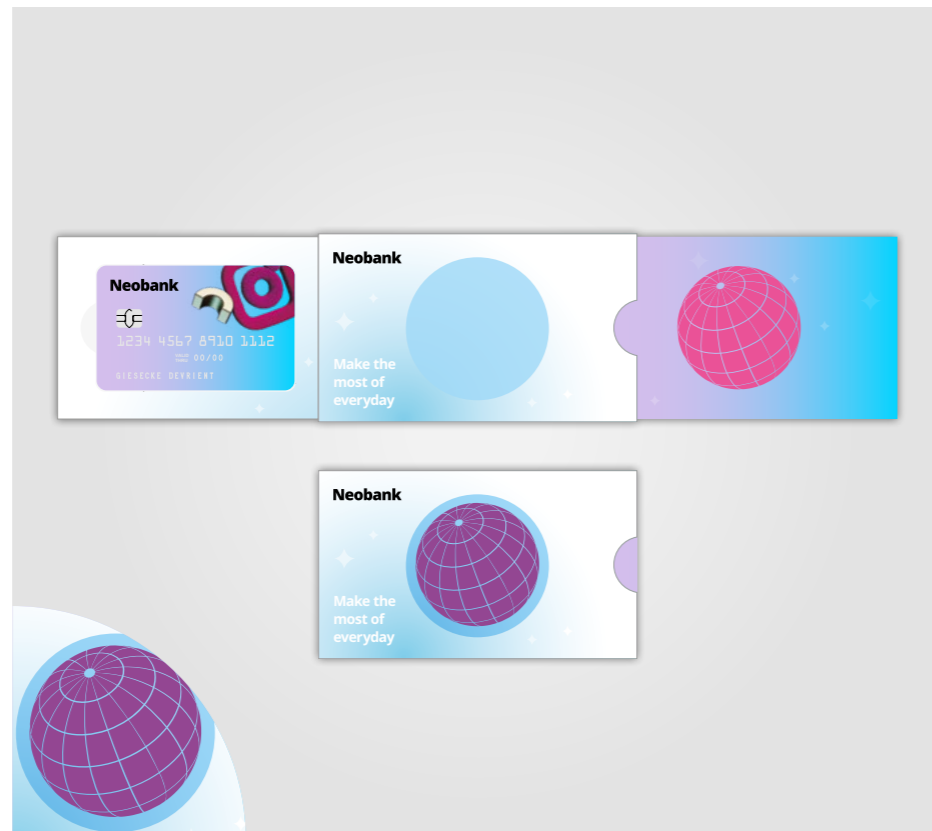 Neobank
1234 4567 8910 1112
00/00
GIESECKE DEVRIENT
Neobank
Make the
most of
everyday
Neobank
Make the
most of
everyday